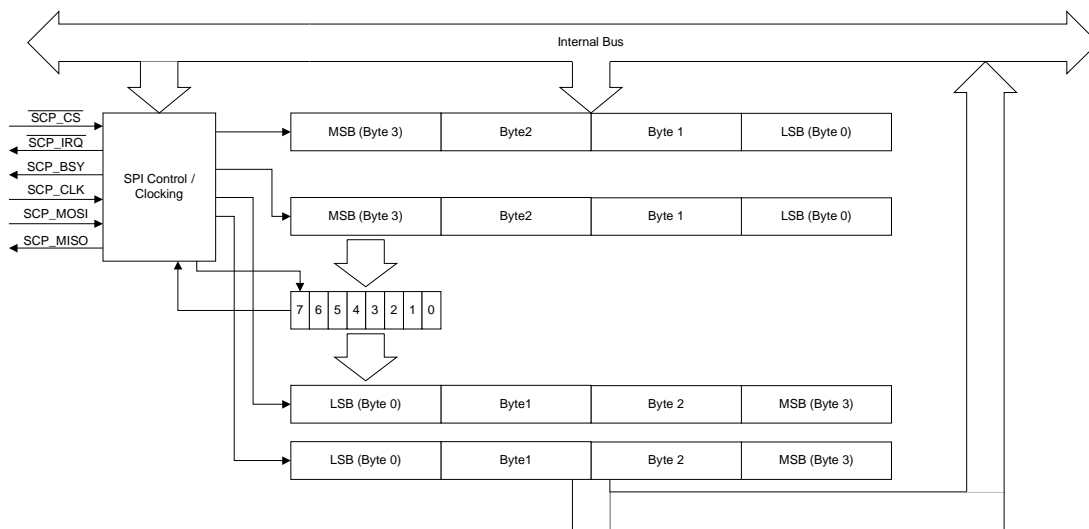 Internal Bus
SCP_CS
SCP_IRQ
SCP_BSY
SCP_CLK
SCP_MOSI
SCP_MISO
SPI Control /
Clocking
MSB (Byte 3) Byte2 Byte 1 LSB (Byte 0)
MSB (Byte 3) Byte2 Byte 1 LSB (Byte 0)
7 6 5 4 3 2 1 0
LSB (Byte 0) Byte1 Byte 2 MSB (Byte 3)
LSB (Byte 0) Byte1 Byte 2 MSB (Byte 3)